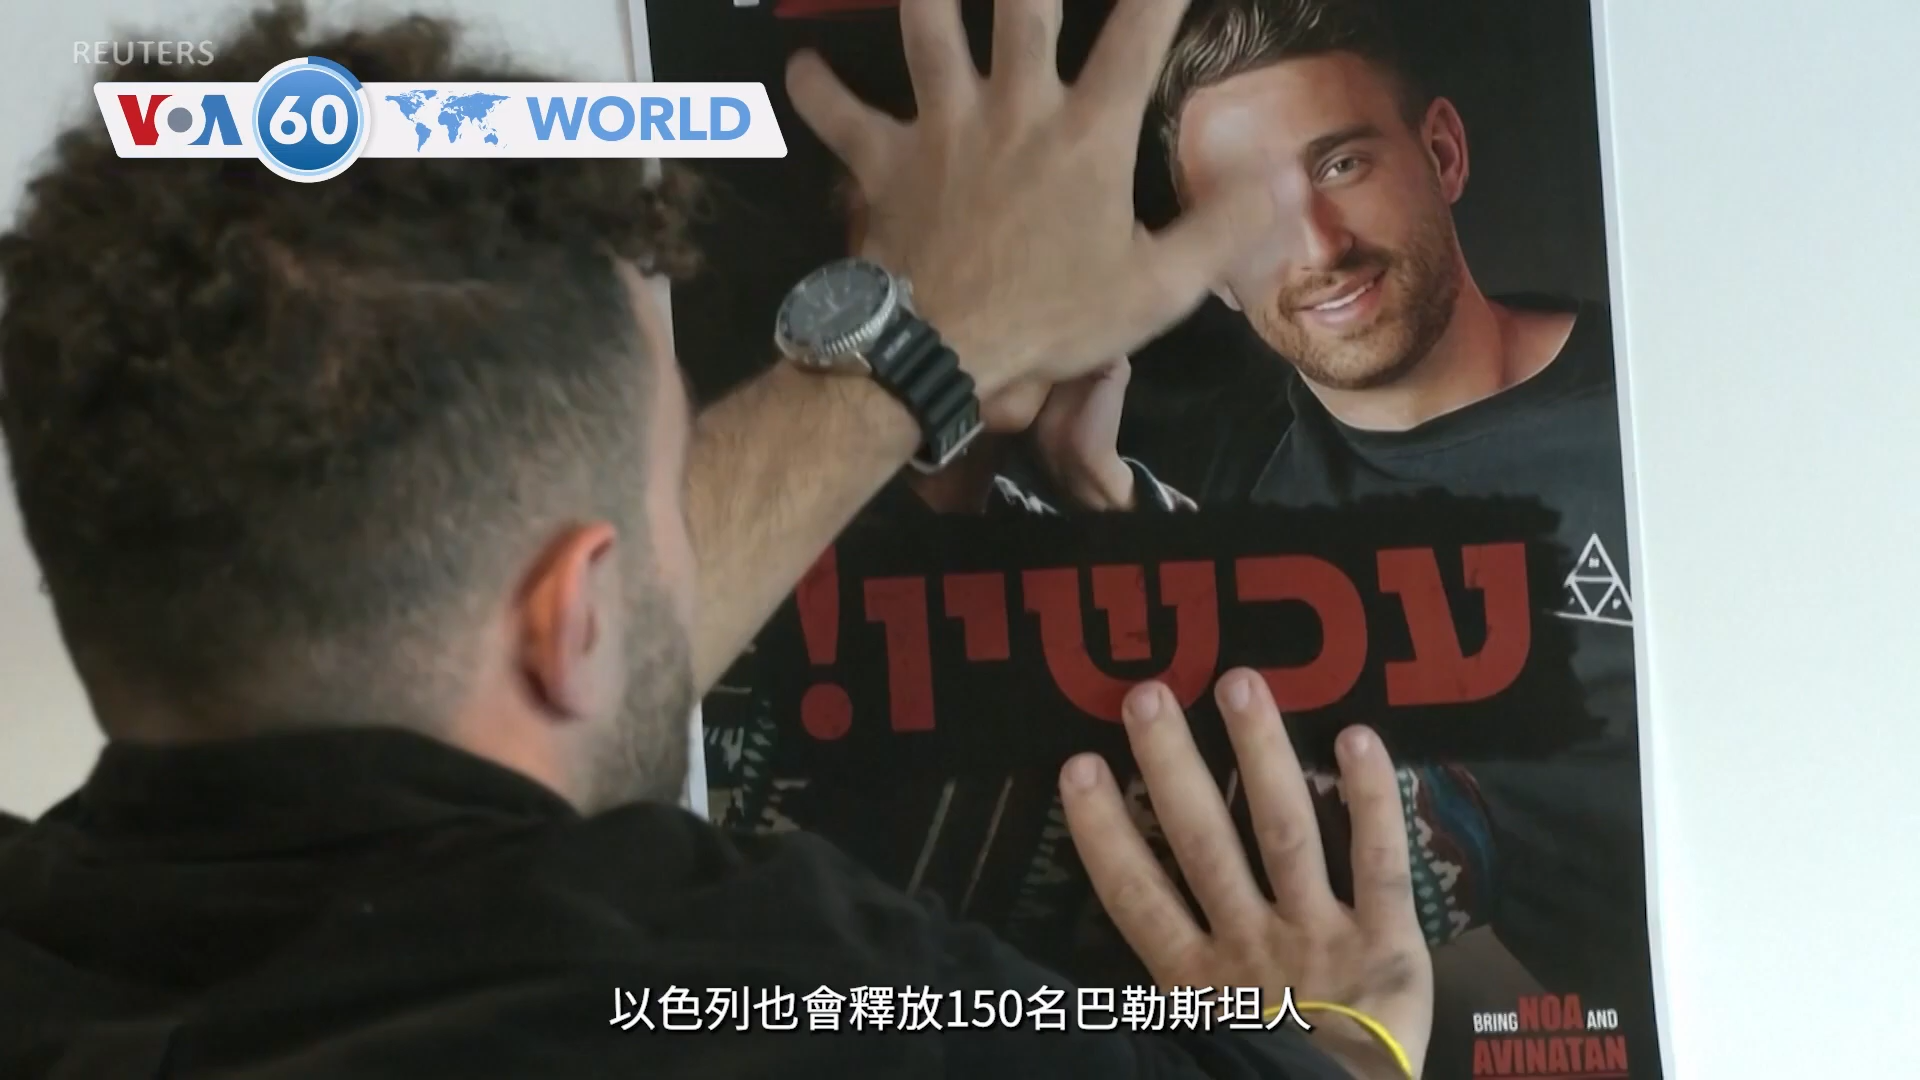 REUTERS
VOA 60 WORLD
עכשיו!
BRING NOA AND
AVINATAN
以色列也會釋放150名巴勒斯坦人